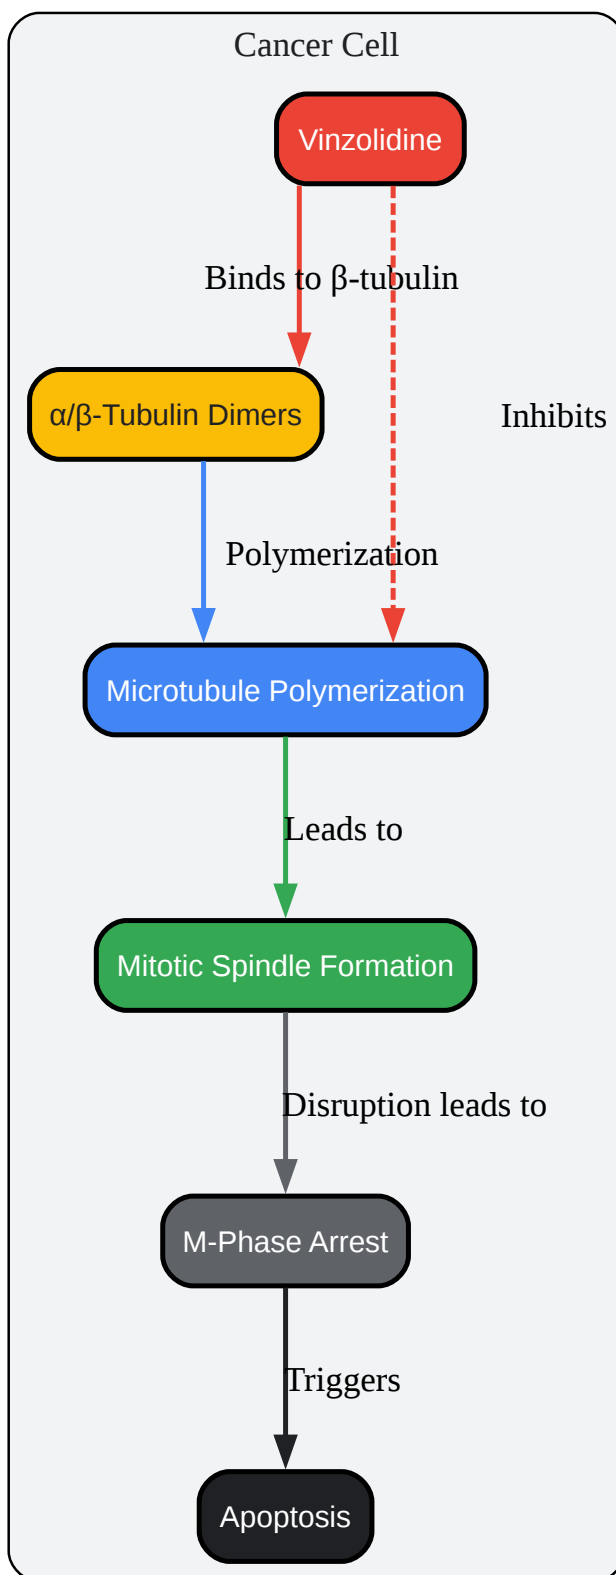 Cancer Cell
Vinzolidine
Binds to β-tubulin
α/β-Tubulin Dimers
Inhibits
Polymerization
Microtubule Polymerization
Leads to
Mitotic Spindle Formation
Disruption leads to
M-Phase Arrest
Triggers
Apoptosis